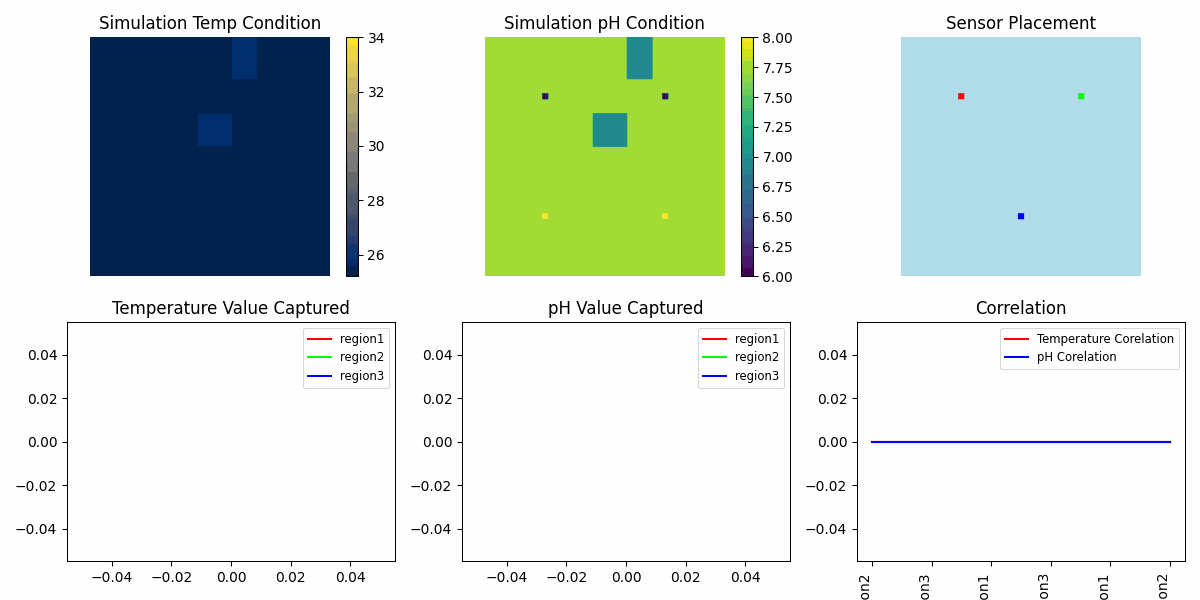 Simulation Temp Condition
34
32
30
28
26
Simulation pH Condition
8.00
7.75
7.50
7.25
7.00
6.75
6.50
6.25
6.00
Sensor Placement
Temperature Value Captured
region1
region2
region3
0.04
0.02
0.00
−0.02
−0.04
−0.04 −0.02 0.00 0.02 0.04
pH Value Captured
region1
region2
region3
0.04
0.02
0.00
−0.02
−0.04
−0.04 −0.02 0.00 0.02 0.04
Correlation
Temperature Corelation
pH Corelation
0.04
0.02
0.00
−0.02
−0.04
on2
on3
on1
on3
on1
on2